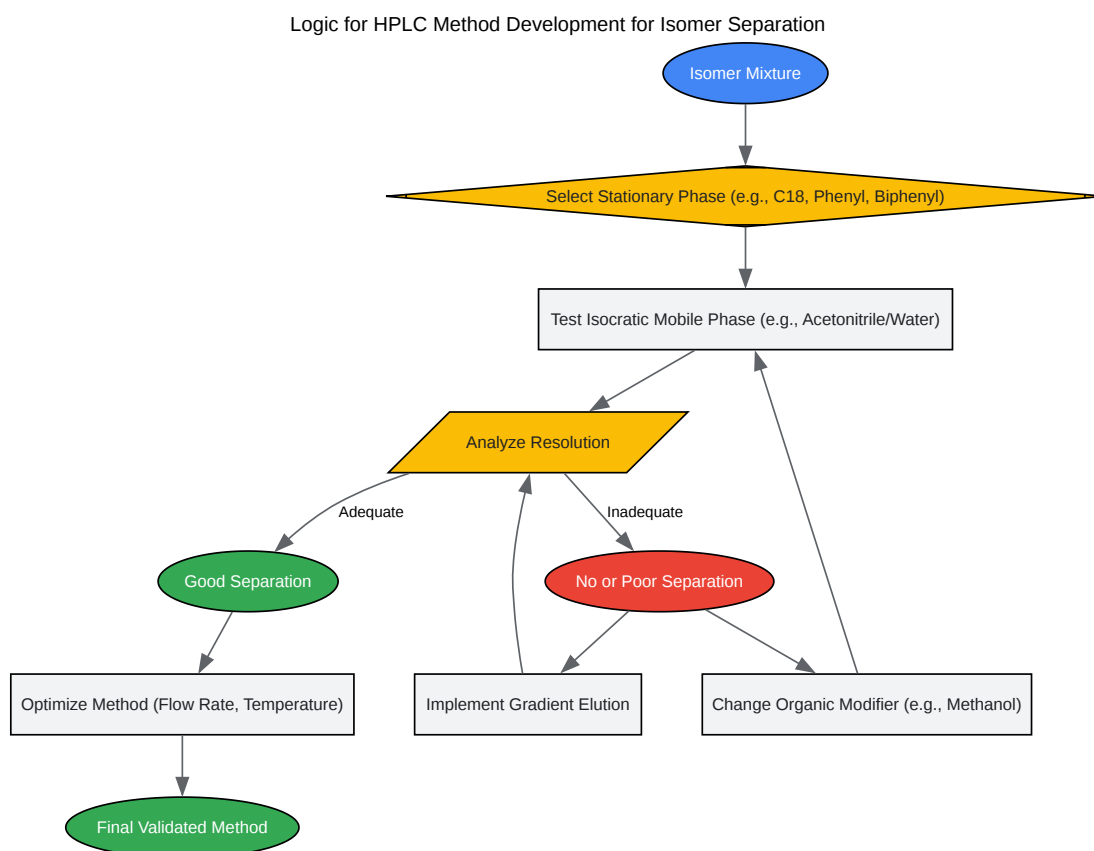 Logic for HPLC Method Development for Isomer Separation
Isomer Mixture
Select Stationary Phase (e.g., C18, Phenyl, Biphenyl)
Test Isocratic Mobile Phase (e.g., Acetonitrile/Water)
Analyze Resolution
Adequate
Inadequate
Good Separation
No or Poor Separation
Optimize Method (Flow Rate, Temperature)
Implement Gradient Elution
Change Organic Modifier (e.g., Methanol)
Final Validated Method